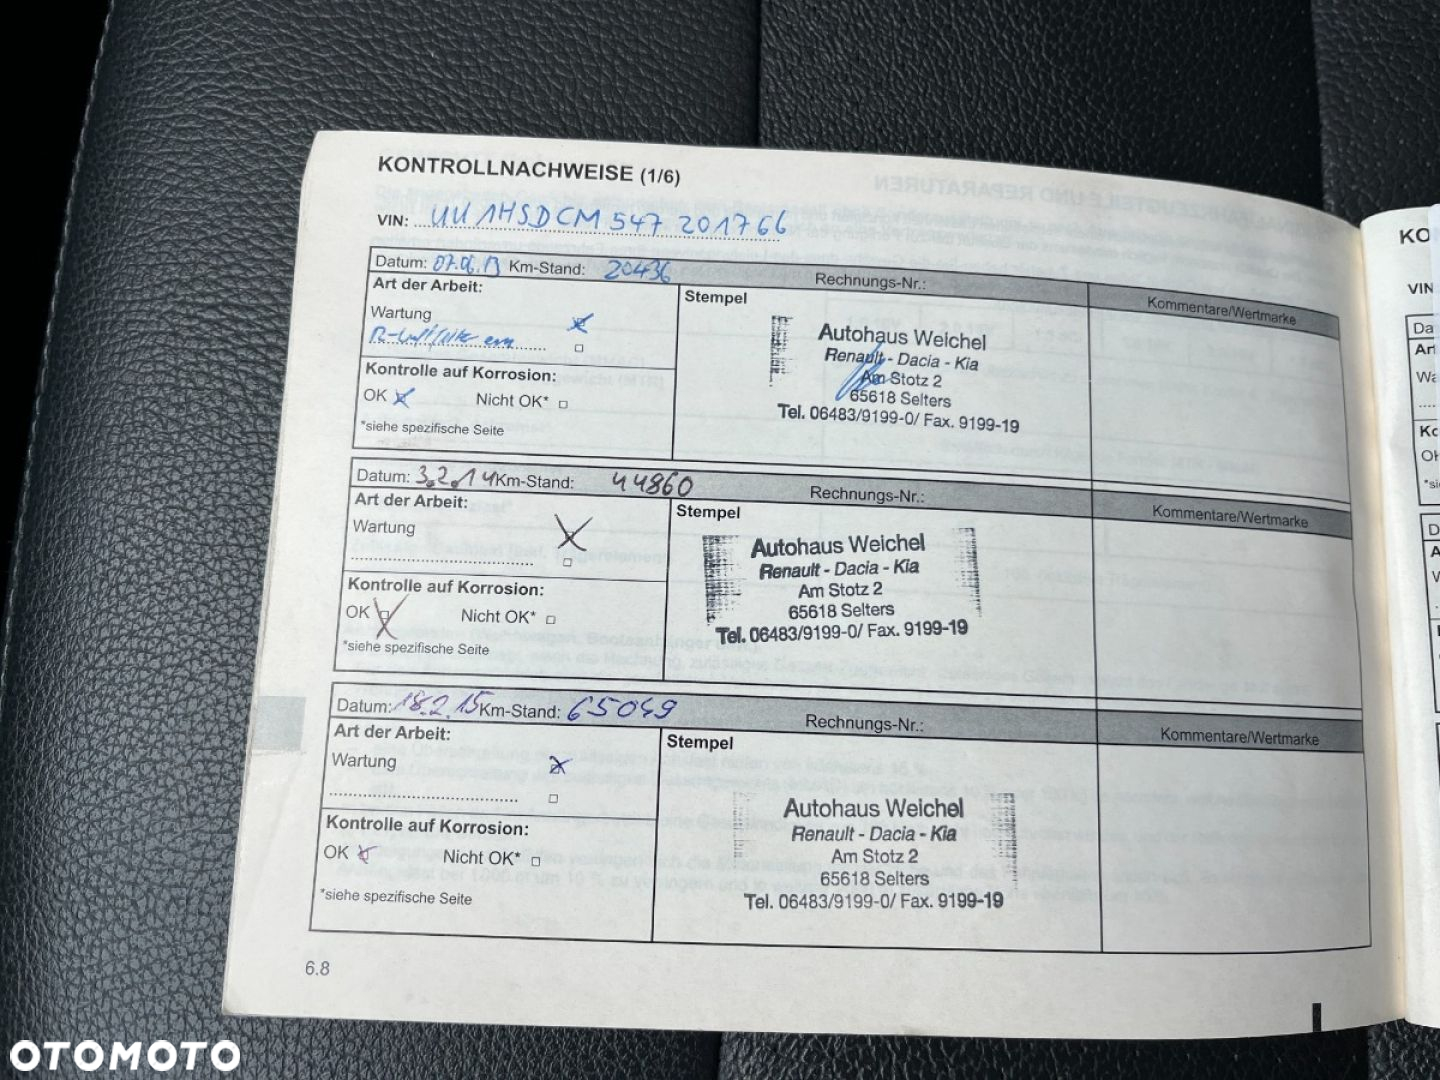 KONTROLLNACHWEISE (1/6)
VIN: UU1HSDCM547201766
Datum: 07.06.13 Km-Stand: 20436 Rechnungs-Nr.: Kommentare/Wertmarke
Art der Arbeit:
Wartung
Kontrolle auf Korrosion:
OK Nicht OK*
*siehe spezifische Seite
Stempel
Autohaus Weichel
Renault - Dacia - Kia
Am Stotz 2
65618 Selters
Tel. 06483/9199-0/ Fax. 9199-19
Datum: 3.2.14 Km-Stand: 44860 Rechnungs-Nr.: Kommentare/Wertmarke
Art der Arbeit:
Wartung
Kontrolle auf Korrosion:
OK Nicht OK*
*siehe spezifische Seite
Stempel
Autohaus Weichel
Renault - Dacia - Kia
Am Stotz 2
65618 Selters
Tel. 06483/9199-0/ Fax. 9199-19
Datum: 18.2.15 Km-Stand: 65049 Rechnungs-Nr.: Kommentare/Wertmarke
Art der Arbeit:
Wartung
Kontrolle auf Korrosion:
OK Nicht OK*
*siehe spezifische Seite
Stempel
Autohaus Weichel
Renault - Dacia - Kia
Am Stotz 2
65618 Selters
Tel. 06483/9199-0/ Fax. 9199-19
6.8
KO
VIN
OTOMOTO